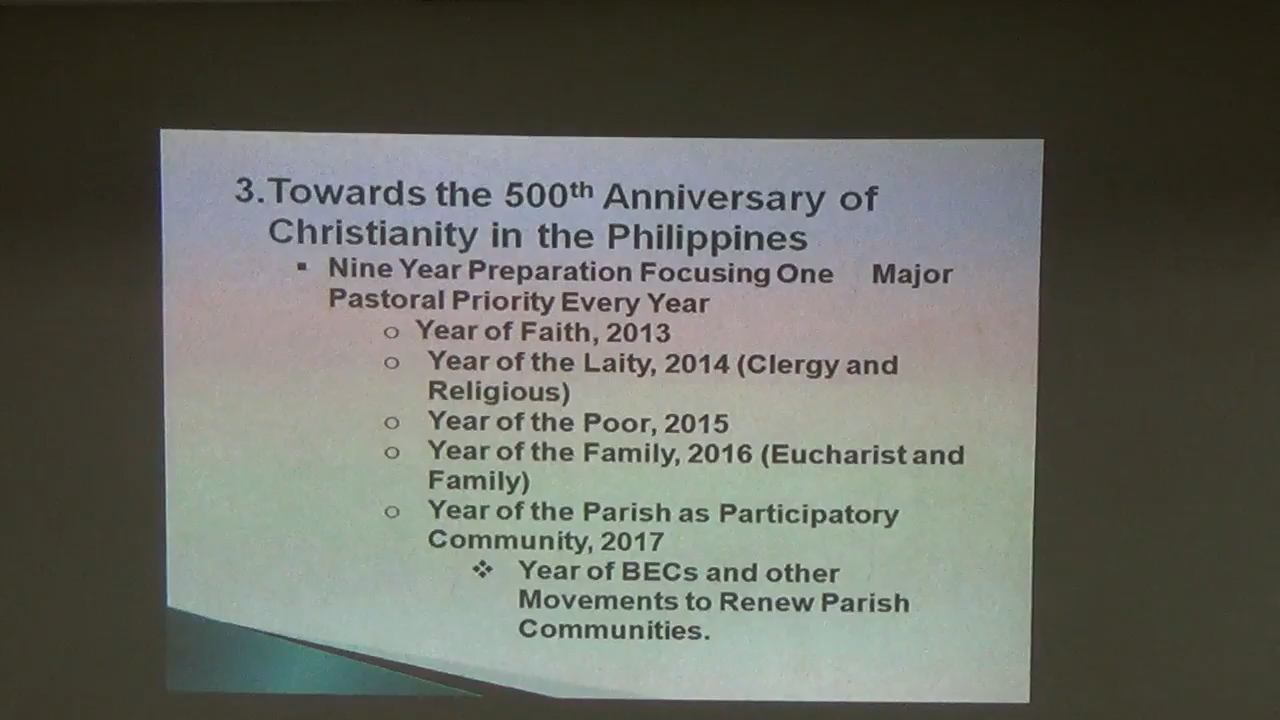 3.Towards the 500th Anniversary of
Christianity in the Philippines
▪ Nine Year Preparation Focusing One Major
Pastoral Priority Every Year
o Year of Faith, 2013
o Year of the Laity, 2014 (Clergy and
Religious)
o Year of the Poor, 2015
o Year of the Family, 2016 (Eucharist and
Family)
o Year of the Parish as Participatory
Community, 2017
❖ Year of BECs and other
Movements to Renew Parish
Communities.